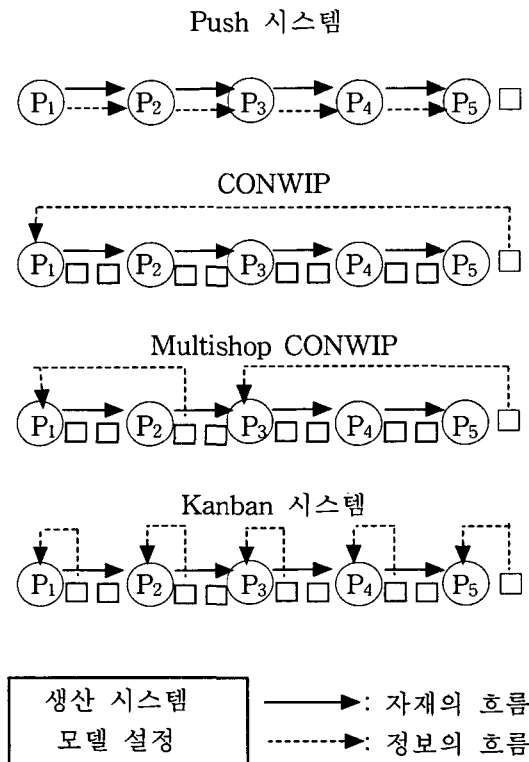 Push 시스템
P1 P2 P3 P4 P5
CONWIP
P1 P2 P3 P4 P5
Multishop CONWIP
P1 P2 P3 P4 P5
Kanban 시스템
P1 P2 P3 P4 P5
생산 시스템
모델 설정
: 자재의 흐름
: 정보의 흐름